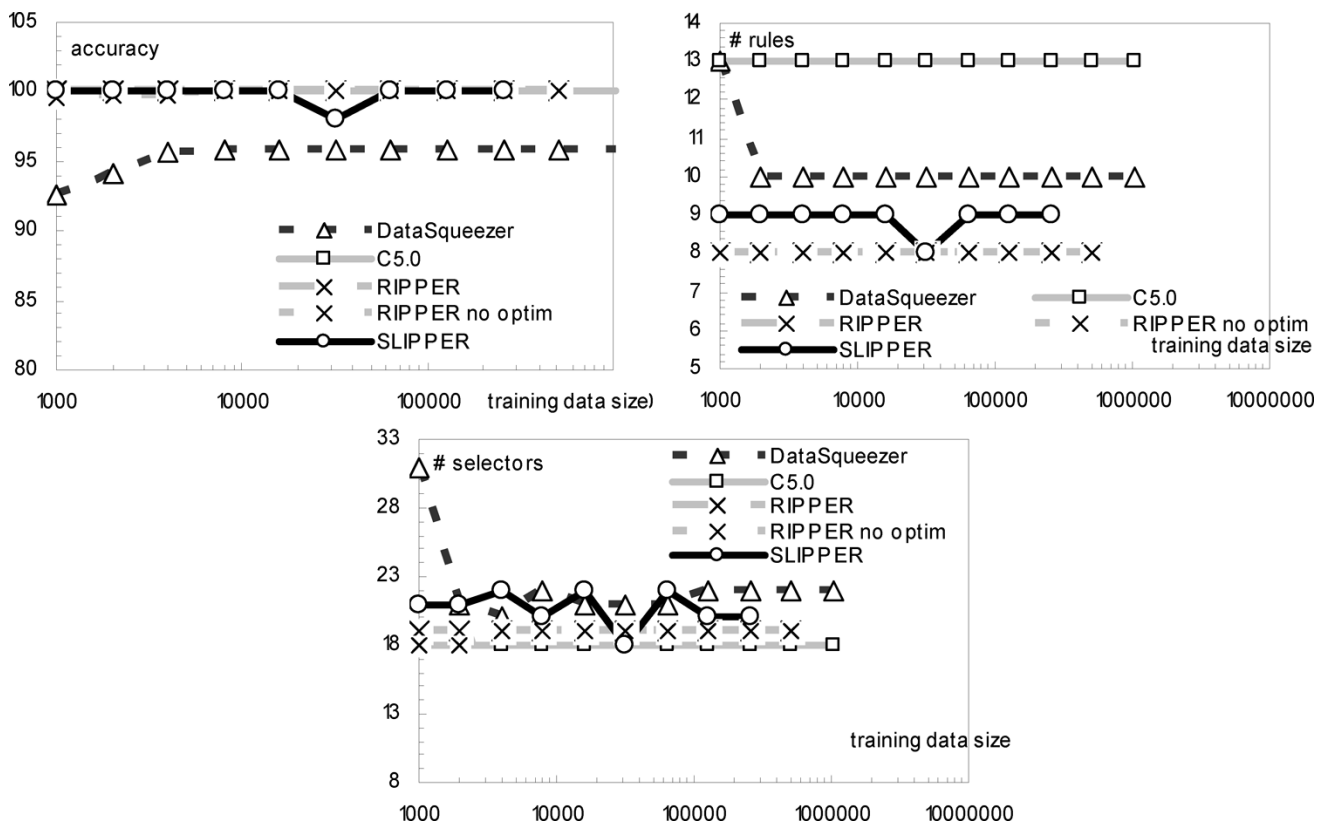 105
accuracy
100
95
90
85
80
DataSqueezer
C5.0
RIPPER
RIPPER no optim
SLIPPER
1000 10000 100000 training data size)
14
# rules
13
12
11
10
9
8
7
6
5
DataSqueezer C5.0
RIPPER RIPPER no optim
SLIPPER training data size
1000 10000 100000 1000000 10000000
33
# selectors
28
23
18
13
8
DataSqueezer
C5.0
RIPPER
RIPPER no optim
SLIPPER
training data size
1000 10000 100000 1000000 10000000